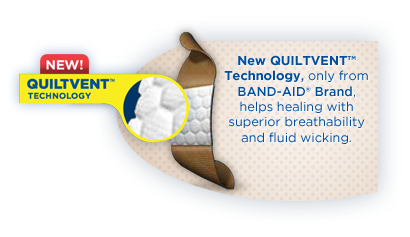 NEW!
QUILTVENT™
TECHNOLOGY
New QUILTVENT™
Technology, only from
BAND-AID® Brand,
helps healing with
superior breathability
and fluid wicking.